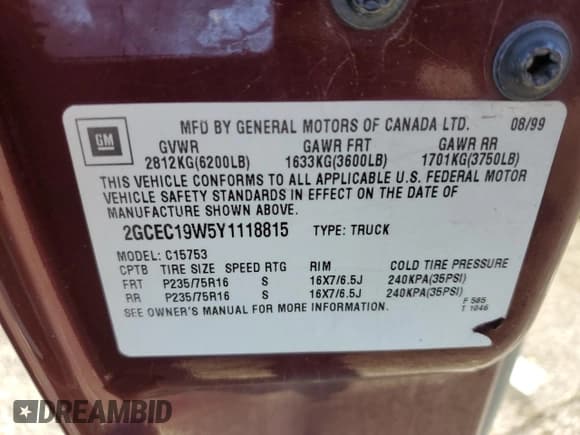 GM
MFD BY GENERAL MOTORS OF CANADA LTD. 08/99
GVWR GAWR FRT GAWR RR
2812KG(6200LB) 1633KG(3600LB) 1701KG(3750LB)
THIS VEHICLE CONFORMS TO ALL APPLICABLE U.S. FEDERAL MOTOR
VEHICLE SAFETY STANDARDS IN EFFECT ON THE DATE OF
MANUFACTURE SHOWN ABOVE.
2GCEC19W5Y1118815 TYPE: TRUCK
MODEL: C15753
CPTB TIRE SIZE SPEED RTG RIM COLD TIRE PRESSURE
FRT P235/75R16 S 16X7/6.5J 240KPA(35PSI)
RR P235/75R16 S 16X7/6.5J 240KPA(35PSI)
SEE OWNER'S MANUAL FOR MORE INFORMATION. F 585
T 1046
DREAMBID